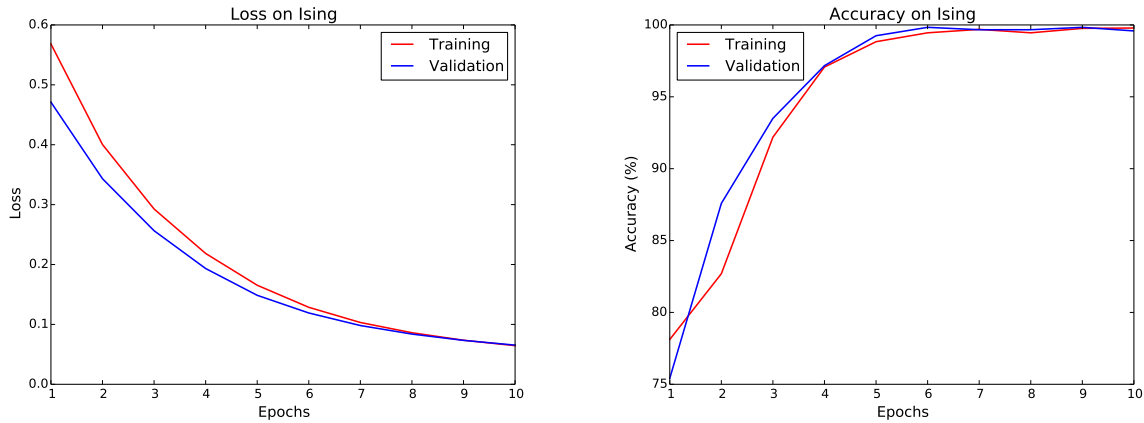 Loss on Ising
0.6
0.5
0.4
0.3
0.2
0.1
0.0
Loss
Training
Validation
1 2 3 4 5 6 7 8 9 10
Epochs
Accuracy on Ising
100
95
90
85
80
75
Accuracy (%)
Training
Validation
1 2 3 4 5 6 7 8 9 10
Epochs